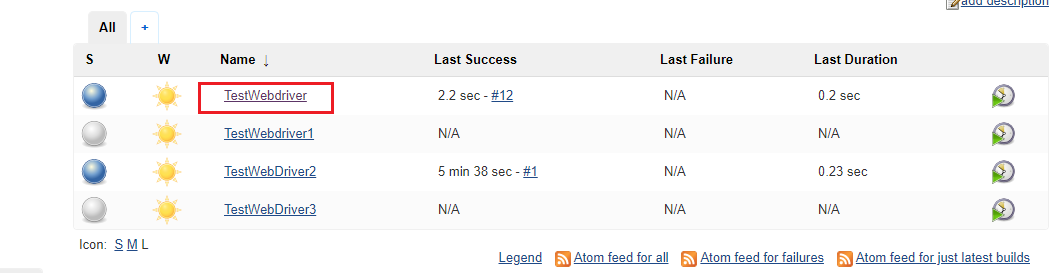 add description
All +
S W Name ↓ Last Success Last Failure Last Duration
TestWebdriver 2.2 sec - #12 N/A 0.2 sec
TestWebdriver1 N/A N/A N/A
TestWebDriver2 5 min 38 sec - #1 N/A 0.23 sec
TestWebDriver3 N/A N/A N/A
Icon: S M L
Legend Atom feed for all Atom feed for failures Atom feed for just latest builds